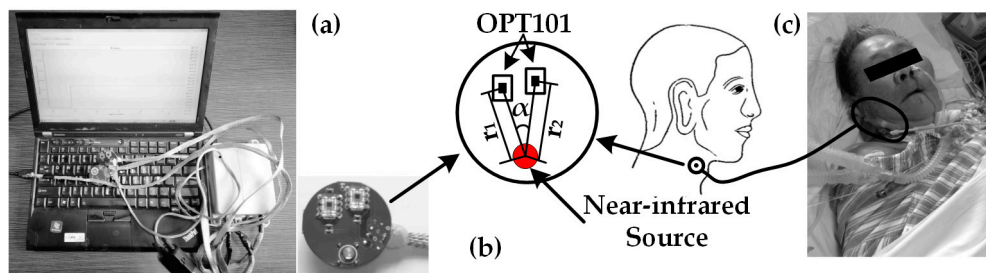 (a)
OPT101
(c)
α
r1
r2
Near-infrared
Source
(b)